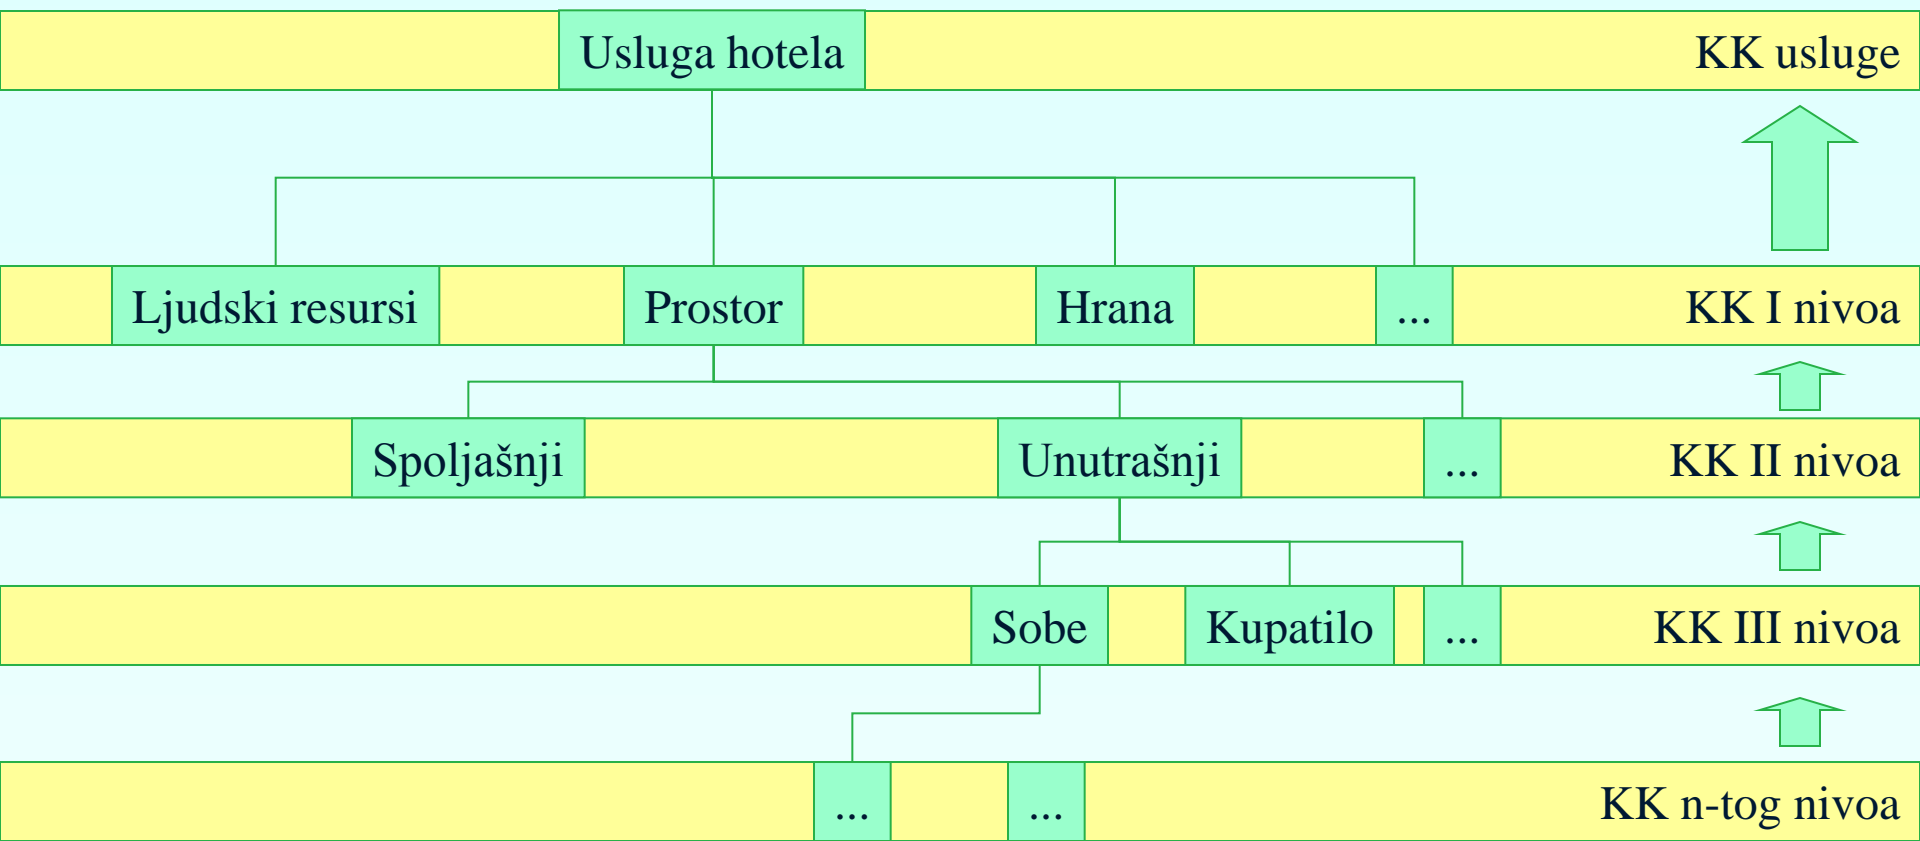 Usluga hotela
KK usluge
Ljudski resursi
Prostor
Hrana
...
KK I nivoa
Spoljašnji
Unutrašnji
...
KK II nivoa
Sobe
Kupatilo
...
KK III nivoa
...
...
KK n-tog nivoa